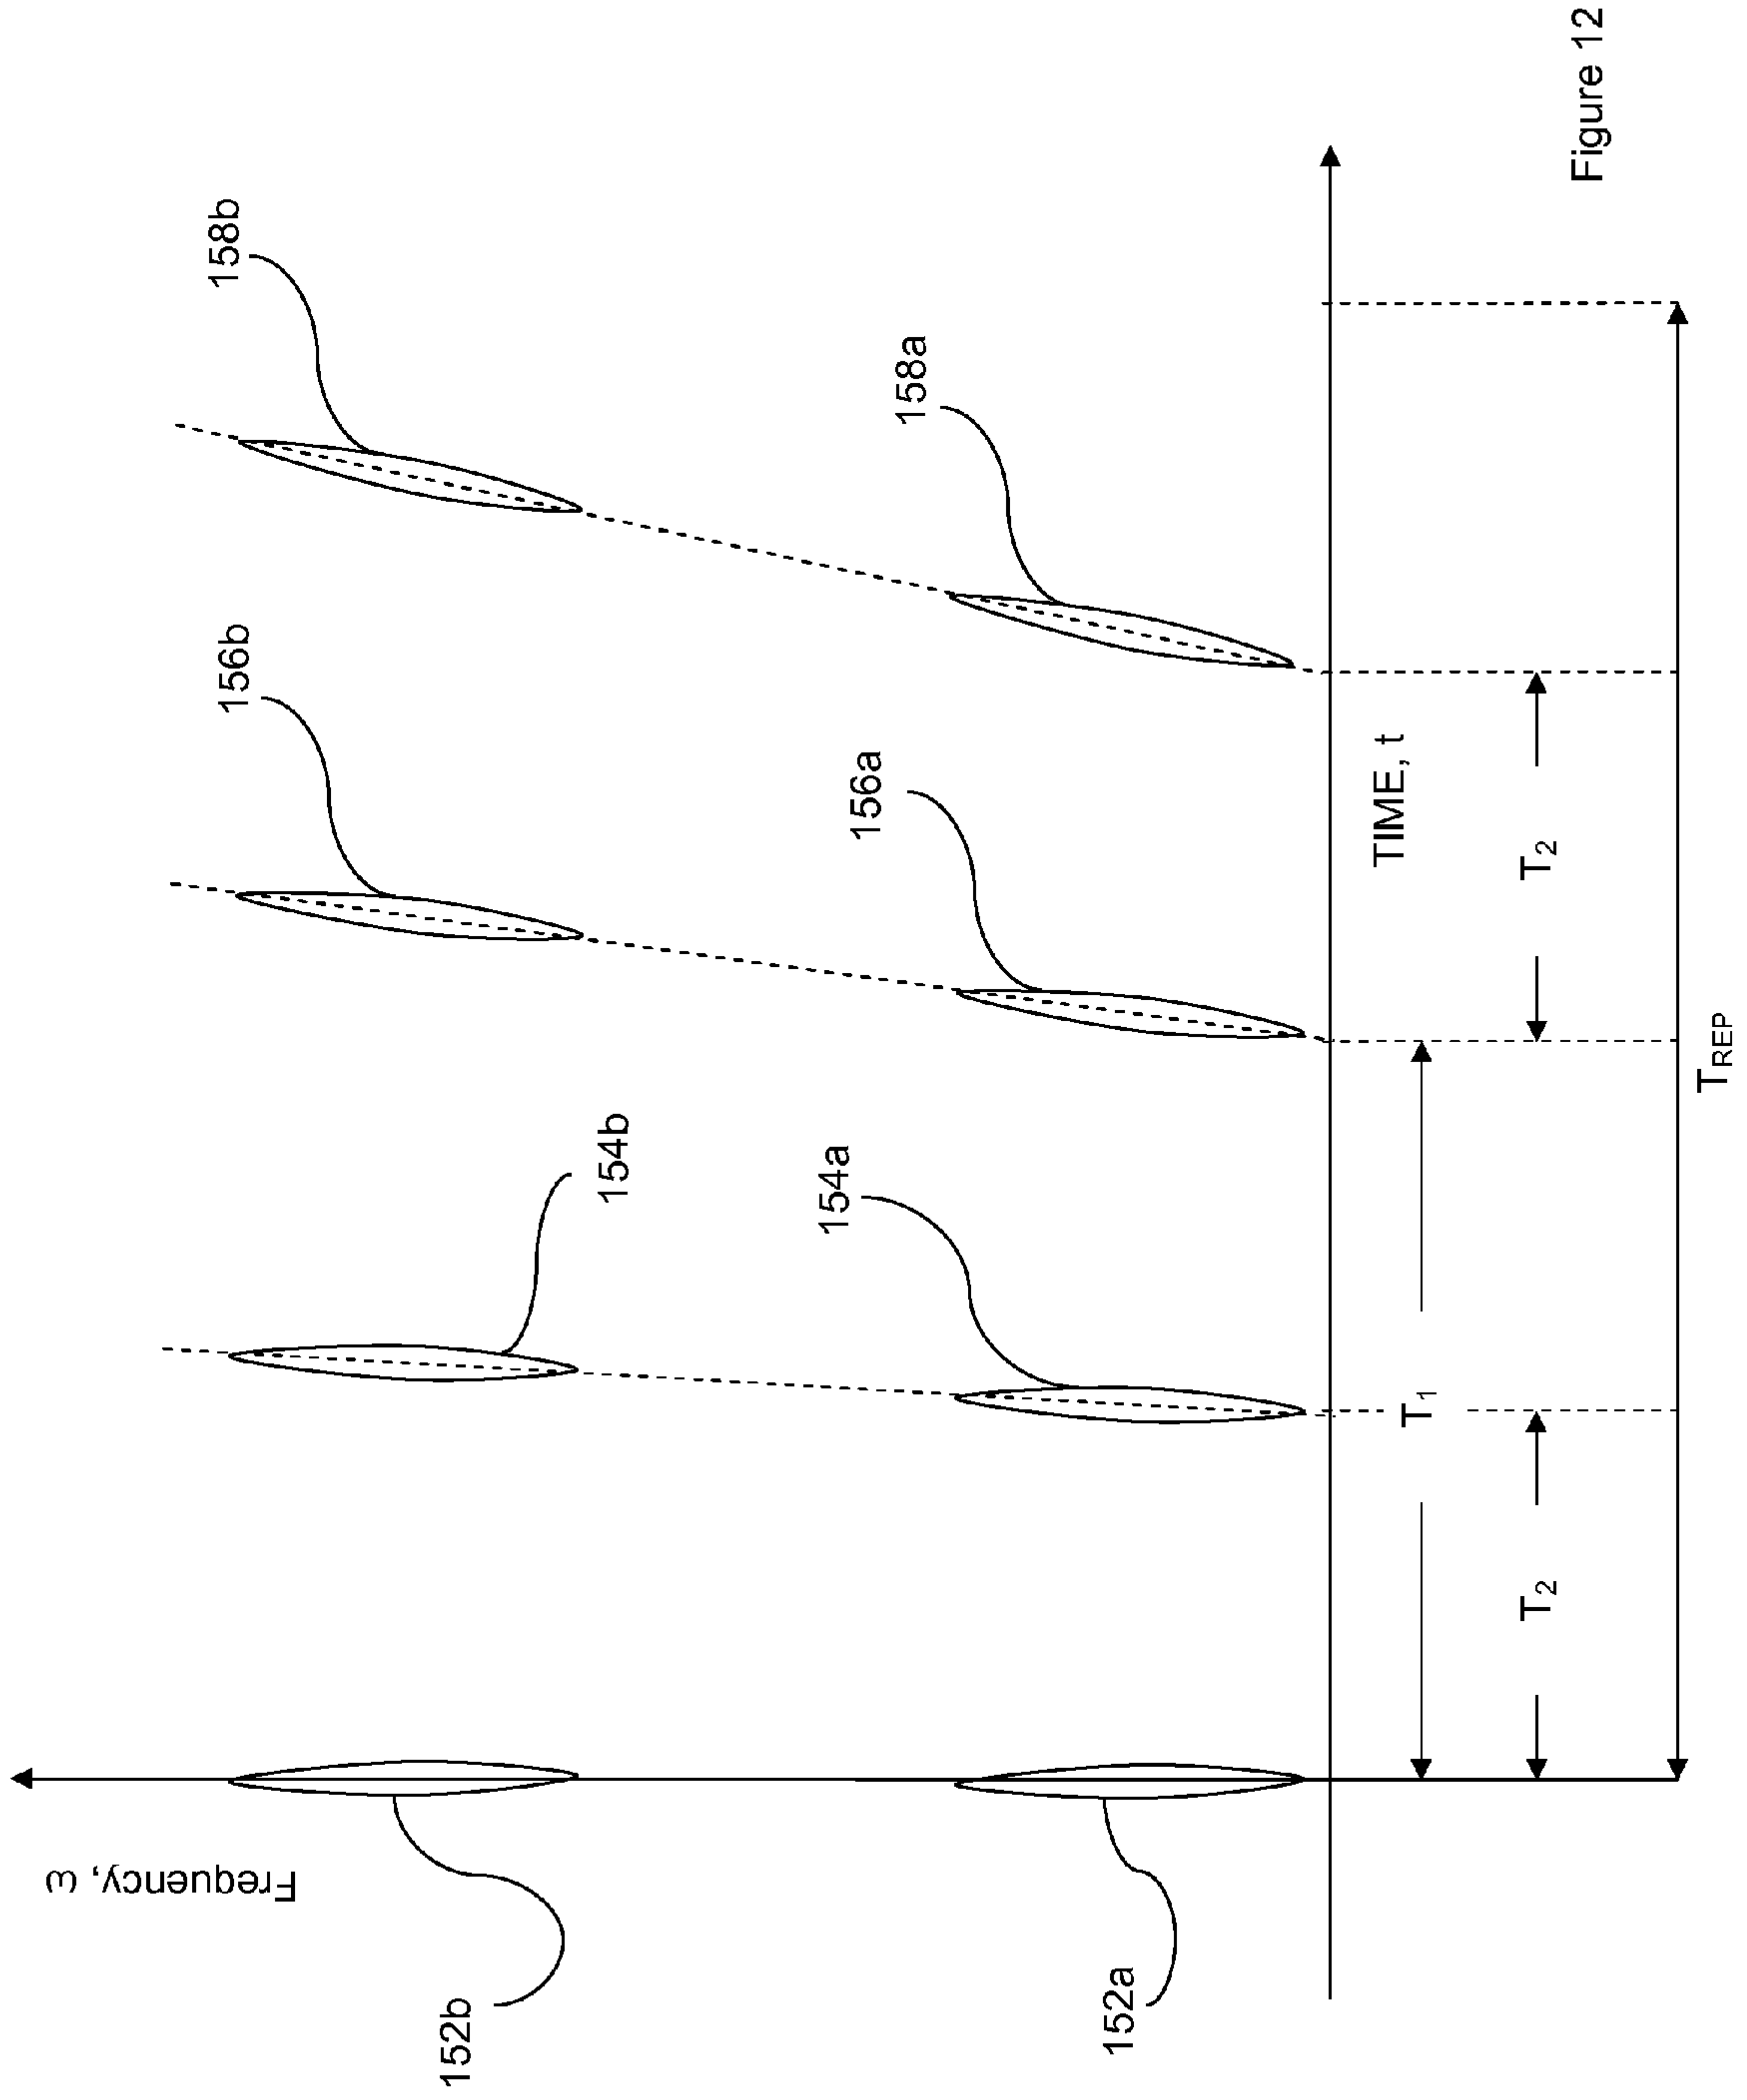 Frequency, ω
152b
154b
156b
158b
152a
154a
156a
158a
TIME, t
T1
T2
T2
TREP
Figure 12